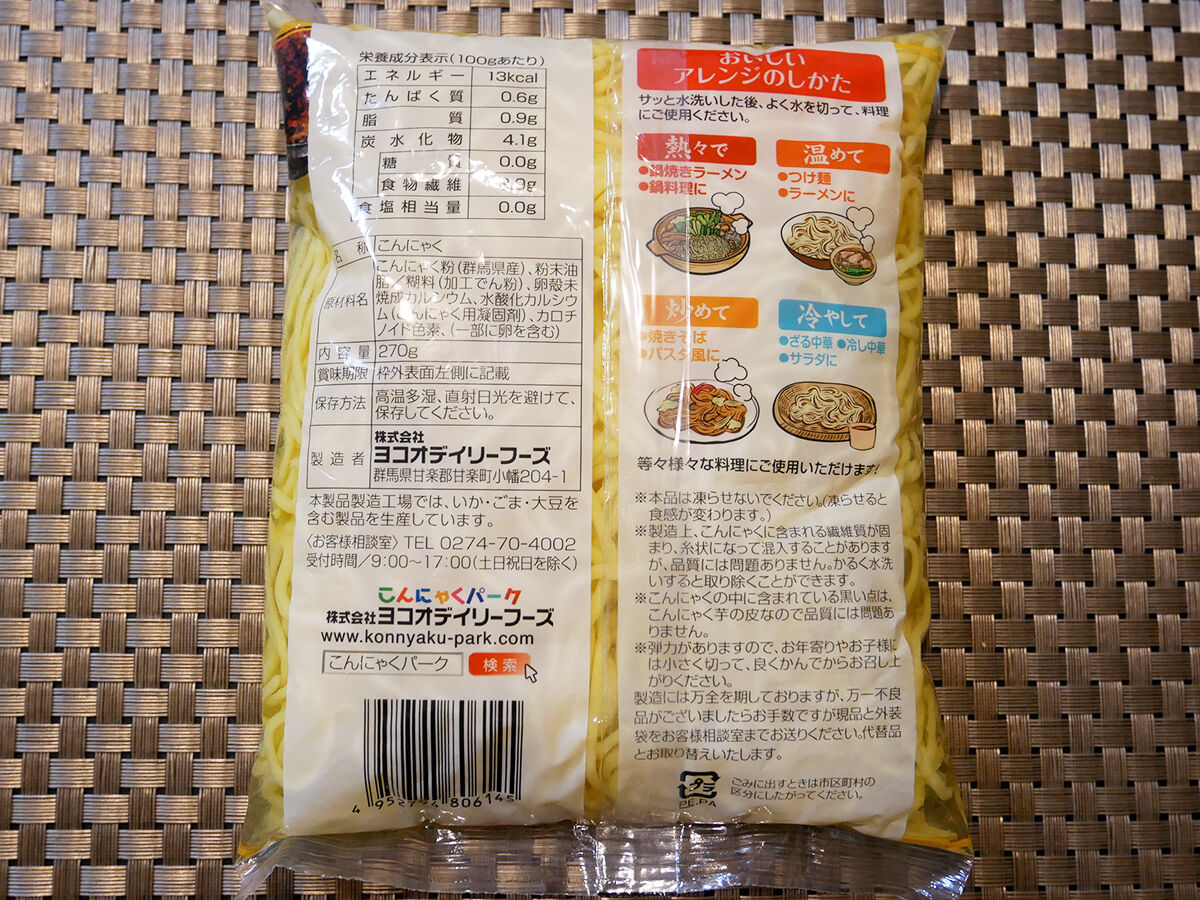 栄養成分表示(100gあたり)
エネルギー 13kcal
たんぱく質 0.6g
脂質 0.9g
炭水化物 4.1g
糖質 0.0g
食物繊維
食塩相当量 0.0g
名称 こんにゃく
原材料名 こんにゃく粉(群馬県産)、粉末油
脂、糊料(加工でん粉)、卵殻未
焼成カルシウム、水酸化カルシウ
ム(こんにゃく用凝固剤)、カロチ
ノイド色素、(一部に卵を含む)
内容量 270g
賞味期限 枠外表面左側に記載
保存方法 高温多湿、直射日光を避けて、
保存してください。
製造者 株式会社
ヨコオデイリーフーズ
群馬県甘楽郡甘楽町小幡204-1
本製品製造工場では、いか・ごま・大豆を
含む製品を生産しています。
〈お客様相談室〉TEL 0274-70-4002
受付時間／9:00〜17:00(土日祝日を除く)
こんにゃくパーク
株式会社ヨコオデイリーフーズ
www.konnyaku-park.com
こんにゃくパーク 検索
おいしい
アレンジのしかた
サッと水洗いした後、よく水を切って、料理
にご使用ください。
熱々で
●鍋焼きラーメン
●鍋料理に
温めて
●つけ麺
●ラーメンに
炒めて
●焼きそば
●パスタ風に
冷やして
●ざる中華 ●冷し中華
●サラダに
等々様々な料理にご使用いただけます!
※本品は凍らせないでください。(凍らせると
食感が変わります。)
※製造上、こんにゃくに含まれる繊維質が固
まり、糸状になって混入することがあります
が、品質には問題ありません。かるく水洗
いすると取り除くことができます。
※こんにゃくの中に含まれている黒い点は、
こんにゃく芋の皮なので品質には問題あ
りません。
※弾力がありますので、お年寄りやお子様に
は小さく切って、良くかんでからお召し上
がりください。
製造には万全を期しておりますが、万一不良
品がございましたらお手数ですが現品と外装
袋をお客様相談室までお送りください。代替品
とお取り替えいたします。
プラ
PE,PA
ごみに出すときは市区町村の
区分にしたがってください。